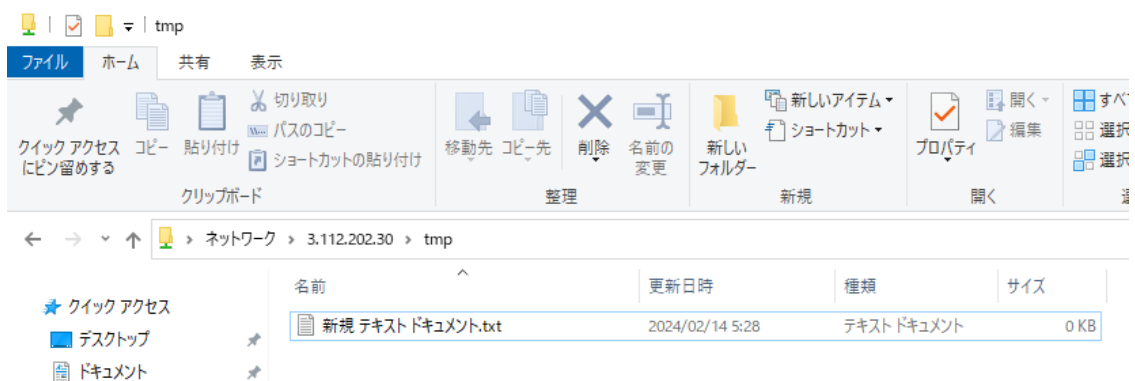 tmp
ファイル ホーム 共有 表示
クイック アクセス
にピン留めする
コピー
貼り付け
切り取り
パスのコピー
ショートカットの貼り付け
クリップボード
移動先
コピー先
削除
名前の
変更
整理
新しい
フォルダー
新しいアイテム
ショートカット
新規
プロパティ
開く
編集
開く
すべ
選択
選択
ネットワーク > 3.112.202.30 > tmp
クイック アクセス
デスクトップ
ドキュメント
名前 更新日時 種類 サイズ
新規 テキスト ドキュメント.txt 2024/02/14 5:28 テキスト ドキュメント 0 KB